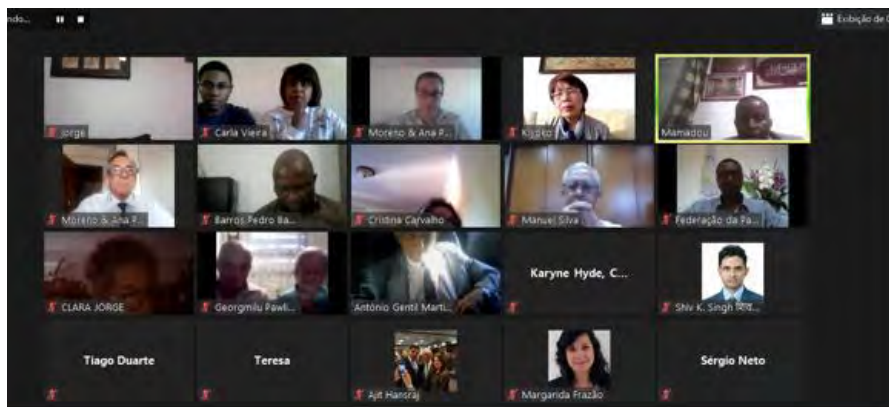 ndo...
Exibição de
Jorge
Carla Vieira
Moreno & Ana P...
Kiyoko
Mamadou
Moreno & Ana P...
Barros Pedro Ba...
Cristina Carvalho
Manuel Silva
Federação da Pa...
CLARA JORGE
Georgmilu Pawli...
António Gentil Marti...
Karyne Hyde, C...
Shiv K. Singh
Tiago Duarte
Teresa
Ajit Hansraj
Margarida Frazão
Sérgio Neto